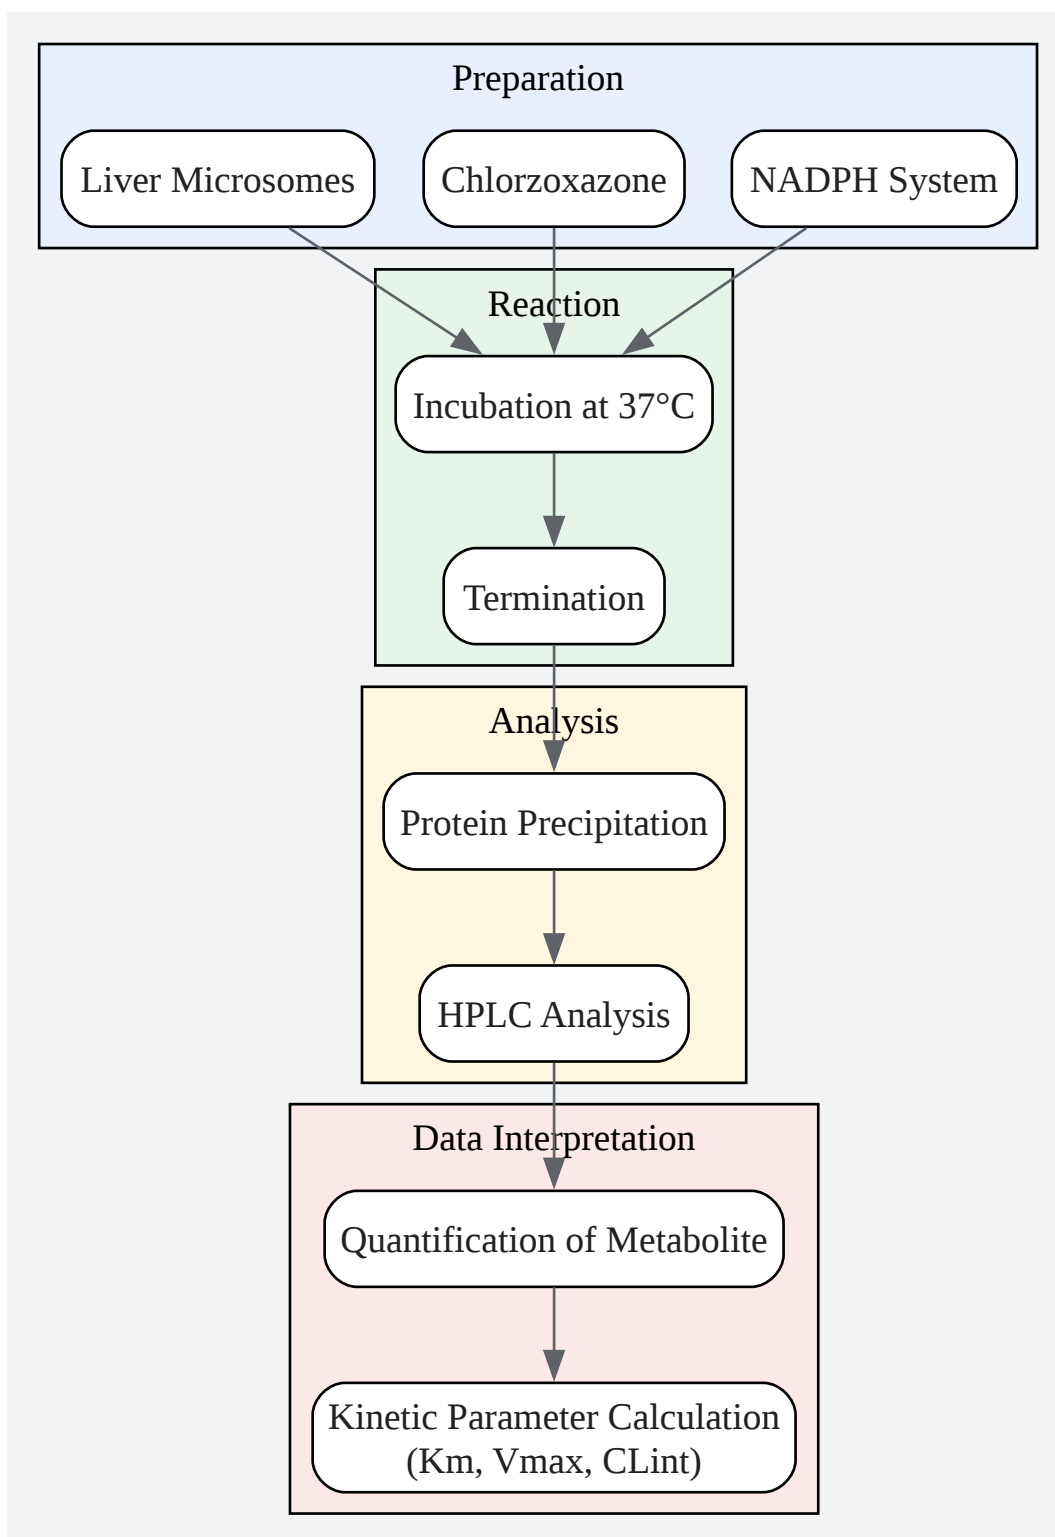 Preparation
Liver Microsomes
Chlorzoxazone
NADPH System
Reaction
Incubation at 37°C
Termination
Analysis
Protein Precipitation
HPLC Analysis
Data Interpretation
Quantification of Metabolite
Kinetic Parameter Calculation
(Km, Vmax, CLint)